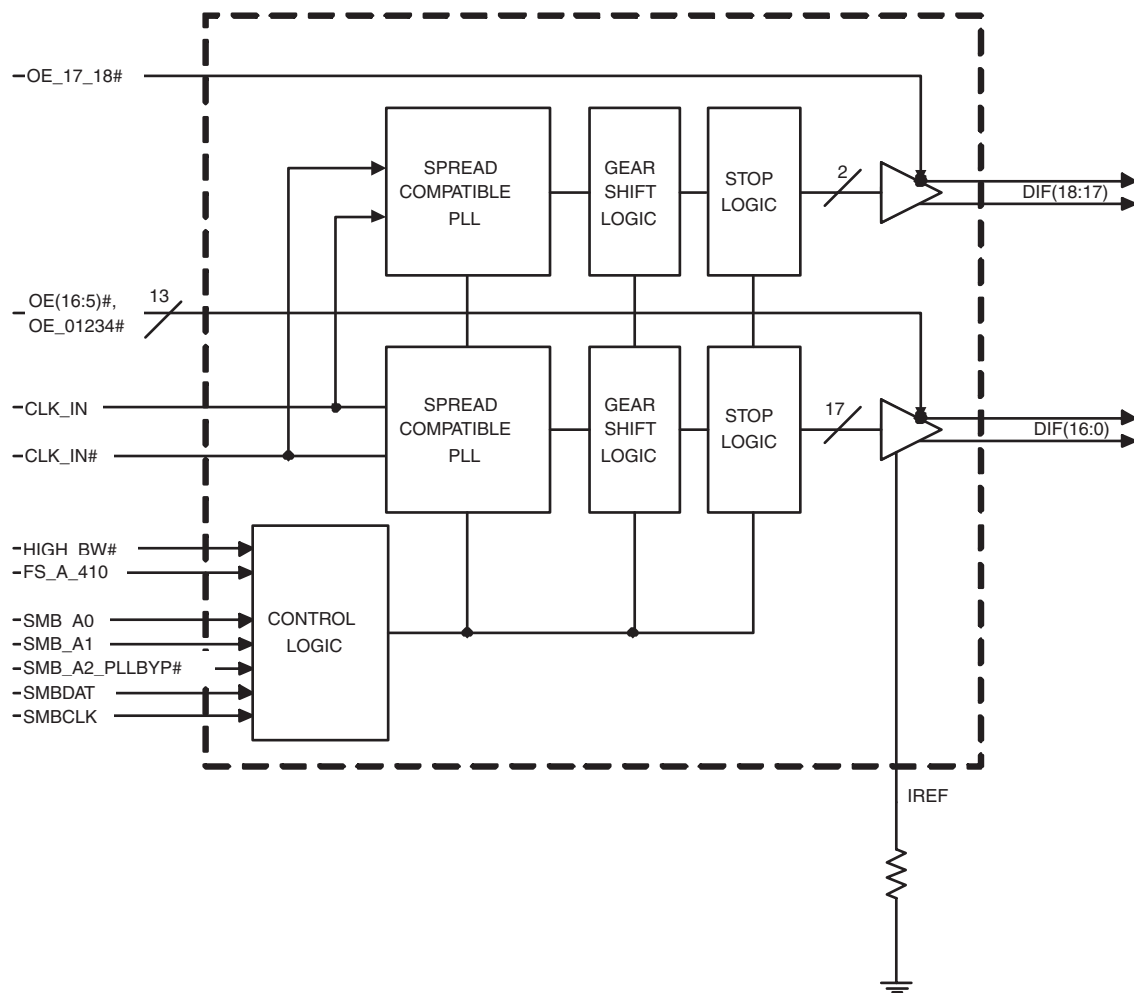 OE_17_18#
SPREAD
COMPATIBLE
PLL
GEAR
SHIFT
LOGIC
STOP
LOGIC
2
DIF(18:17)
OE(16:5)#,
OE_01234#
13
CLK_IN
CLK_IN#
SPREAD
COMPATIBLE
PLL
GEAR
SHIFT
LOGIC
STOP
LOGIC
17
DIF(16:0)
HIGH_BW#
FS_A_410
SMB_A0
SMB_A1
SMB_A2_PLLBYP#
SMBDAT
SMBCLK
CONTROL
LOGIC
IREF